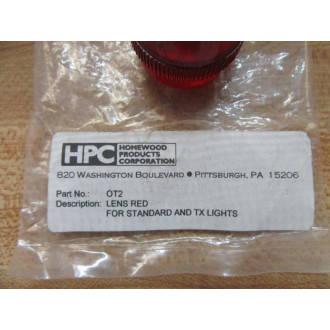 HPC HOMEWOOD
PRODUCTS
CORPORATION
820 WASHINGTON BOULEVARD ● PITTSBURGH, PA 15206
Part No.: OT2
Description: LENS RED
FOR STANDARD AND TX LIGHTS